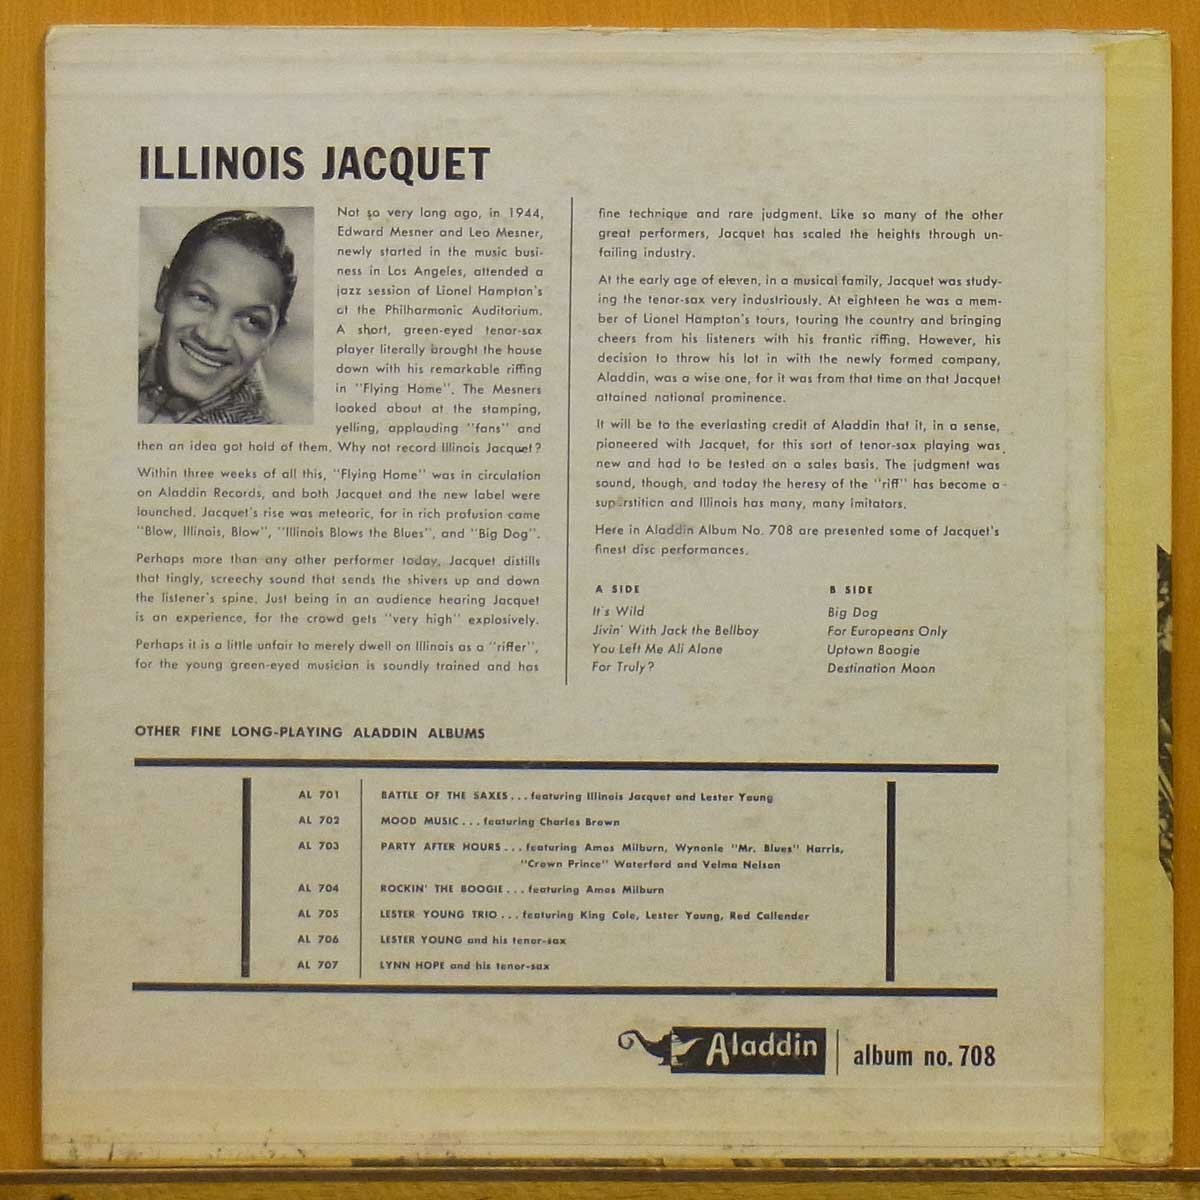 ILLINOIS JACQUET
Not so very long ago, in 1944,
Edward Mesner and Leo Mesner,
newly started in the music busi-
ness in Los Angeles, attended a
jazz session of Lionel Hampton's
at the Philharmonic Auditorium.
A short, green-eyed tenor-sax
player literally brought the house
down with his remarkable riffing
in "Flying Home". The Mesners
looked about at the stamping,
yelling, applauding "fans" and
then an idea got hold of them. Why not record Illinois Jacquet?
Within three weeks of all this, "Flying Home" was in circulation
on Aladdin Records, and both Jacquet and the new label were
launched. Jacquet's rise was meteoric, for in rich profusion came
"Blow, Illinois, Blow", "Illinois Blows the Blues", and "Big Dog".
Perhaps more than any other performer today, Jacquet distills
that tingly, screechy sound that sends the shivers up and down
the listener's spine. Just being in an audience hearing Jacquet
is an experience, for the crowd gets "very high" explosively.
Perhaps it is a little unfair to merely dwell on Illinois as a "riffer",
for the young green-eyed musician is soundly trained and has
fine technique and rare judgment. Like so many of the other
great performers, Jacquet has scaled the heights through un-
failing industry.
At the early age of eleven, in a musical family, Jacquet was study-
ing the tenor-sax very industriously. At eighteen he was a mem-
ber of Lionel Hampton's tours, touring the country and bringing
cheers from his listeners with his frantic riffing. However, his
decision to throw his lot in with the newly formed company,
Aladdin, was a wise one, for it was from that time on that Jacquet
attained national prominence.
It will be to the everlasting credit of Aladdin that it, in a sense,
pioneered with Jacquet, for this sort of tenor-sax playing was
new and had to be tested on a sales basis. The judgment was
sound, though, and today the heresy of the "riff" has become a
superstition and Illinois has many, many imitators.
Here in Aladdin Album No. 708 are presented some of Jacquet's
finest disc performances.
A SIDE
It's Wild
Jivin' With Jack the Bellboy
You Left Me All Alone
For Truly?
B SIDE
Big Dog
For Europeans Only
Uptown Boogie
Destination Moon
OTHER FINE LONG-PLAYING ALADDIN ALBUMS
AL 701 BATTLE OF THE SAXES...featuring Illinois Jacquet and Lester Young
AL 702 MOOD MUSIC...featuring Charles Brown
AL 703 PARTY AFTER HOURS...featuring Amos Milburn, Wynonie "Mr. Blues" Harris,
"Crown Prince" Waterford and Velma Nelson
AL 704 ROCKIN' THE BOOGIE...featuring Amos Milburn
AL 705 LESTER YOUNG TRIO...featuring King Cole, Lester Young, Red Callender
AL 706 LESTER YOUNG and his tenor-sax
AL 707 LYNN HOPE and his tenor-sax
Aladdin album no. 708